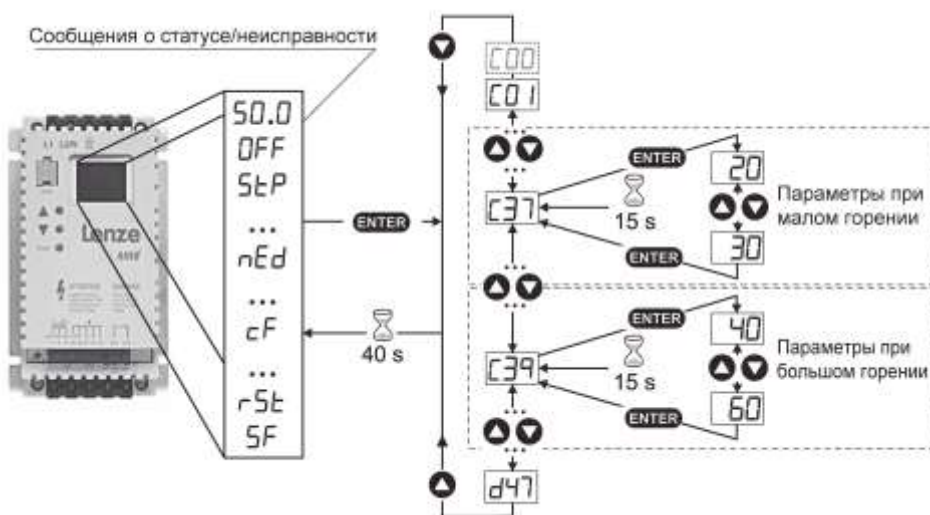 Сообщения о статусе/неисправности
50.0
OFF
StP
...
nEd
...
cF
...
rSt
SF
Lenze
ENTER
40 s
C00
C01
...
...
C37
ENTER
15 s
ENTER
20
30
Параметры при
малом горении
...
...
C39
ENTER
15 s
ENTER
40
60
Параметры при
большом горении
...
...
d47